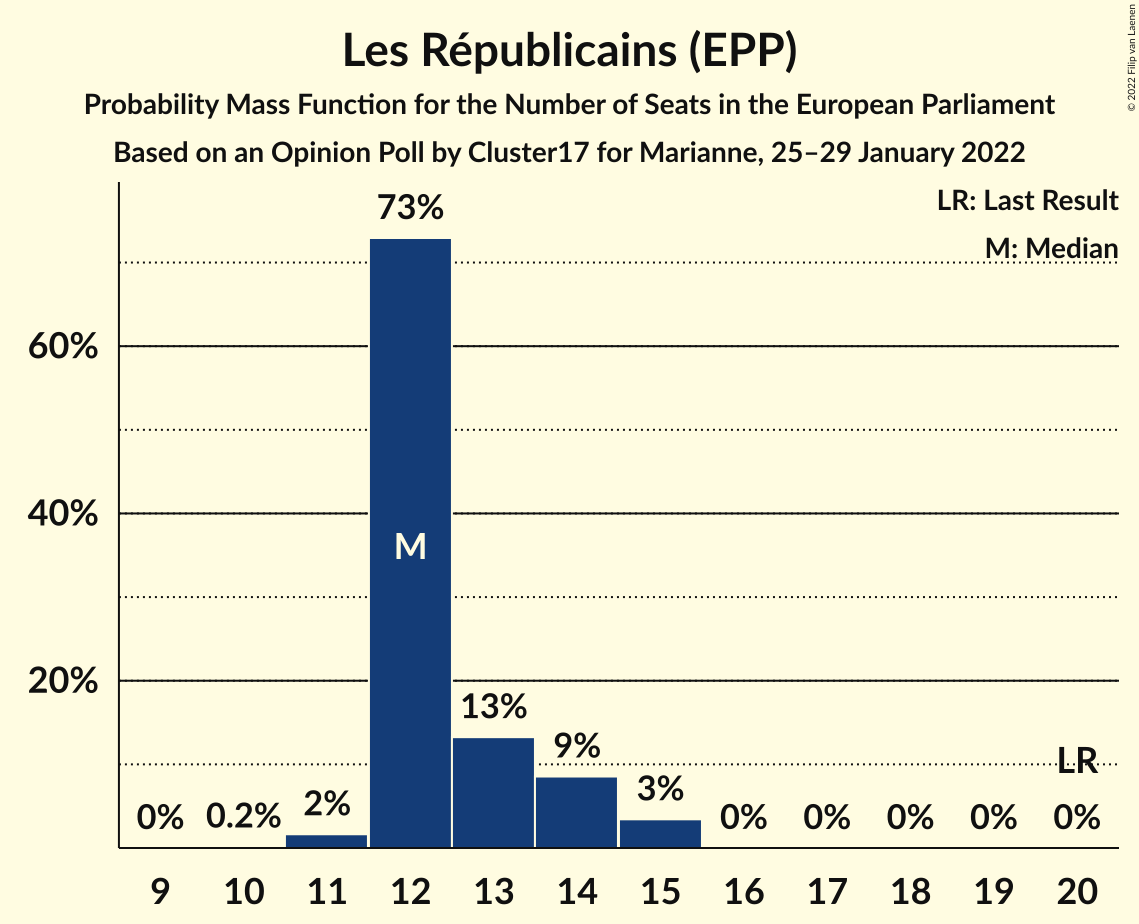 Les Républicains (EPP)
Probability Mass Function for the Number of Seats in the European Parliament
Based on an Opinion Poll by Cluster17 for Marianne, 25–29 January 2022
© 2022 Filip van Laenen
LR: Last Result
M: Median
73%
60%
40%
M
20%
13%
9%
LR
3%
2%
0% 0.2% 0% 0% 0% 0% 0%
9 10 11 12 13 14 15 16 17 18 19 20